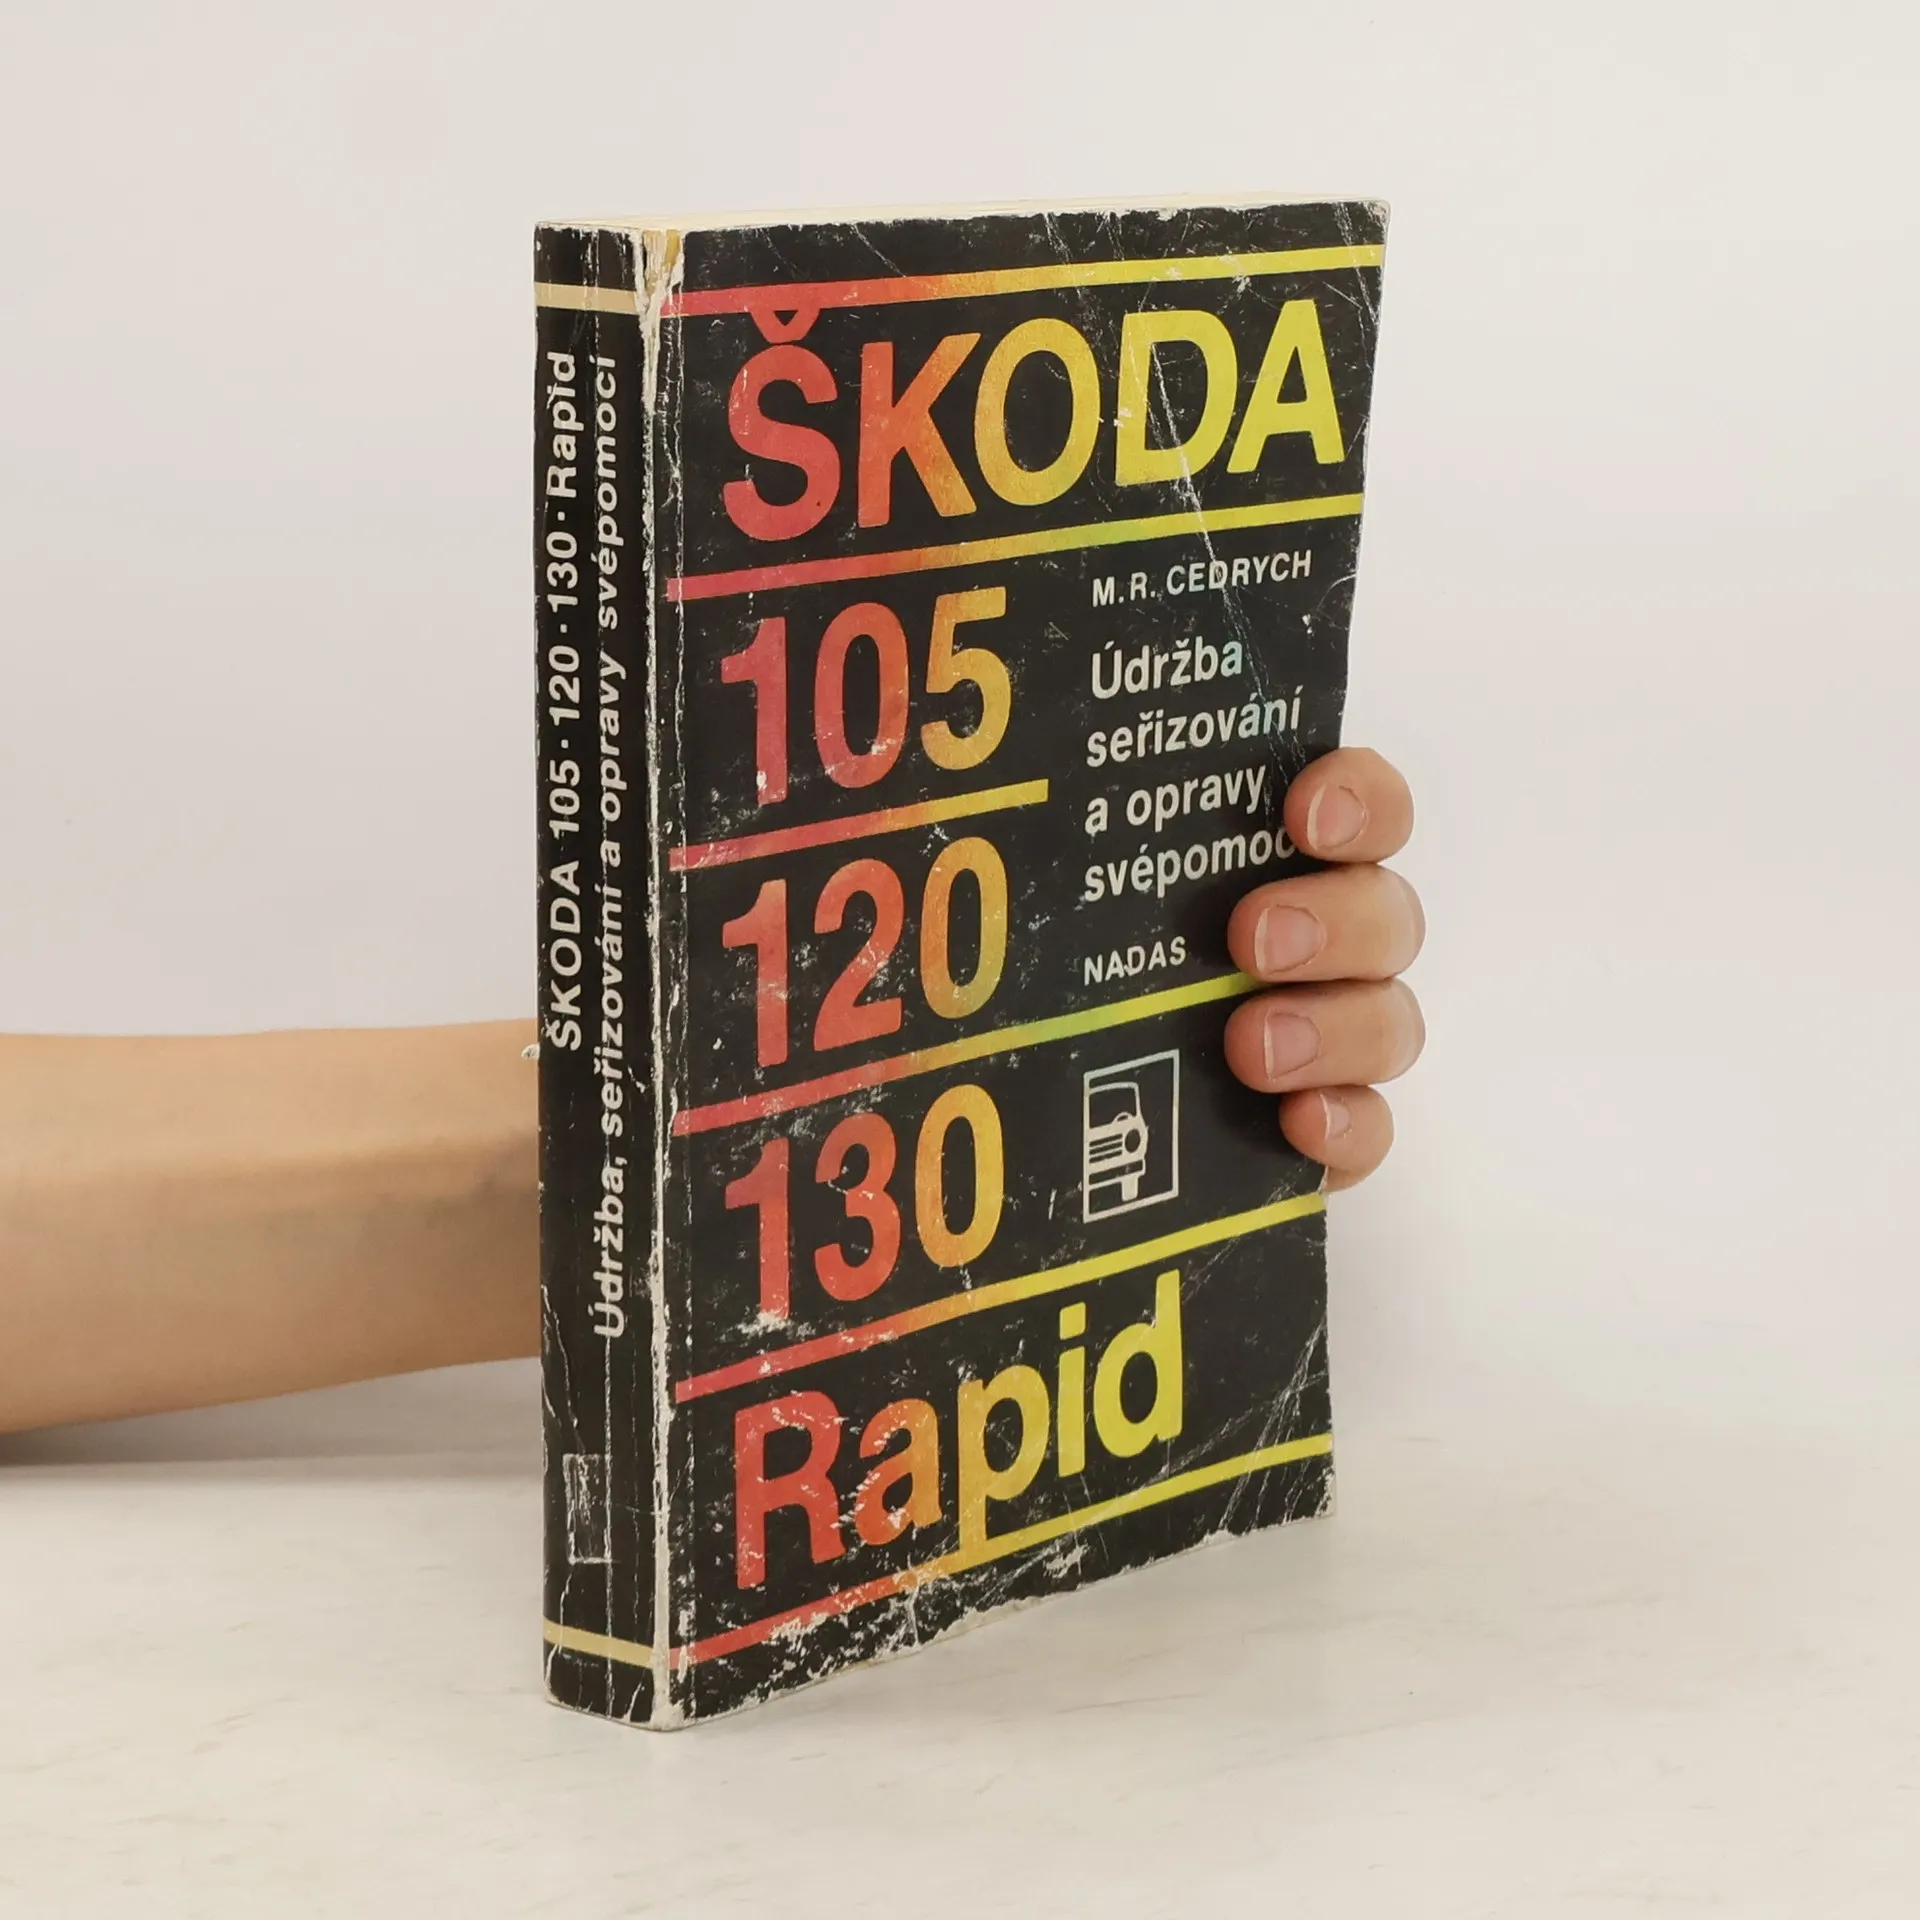 ŠKODA 105 · 120 · 130 · Rapid
Údržba, seřizování a opravy svépomocí
ŠKODA
105
120
130
Rapid
M. R. CEDRYCH
Údržba
seřizování
a opravy
svépomoc
NADAS